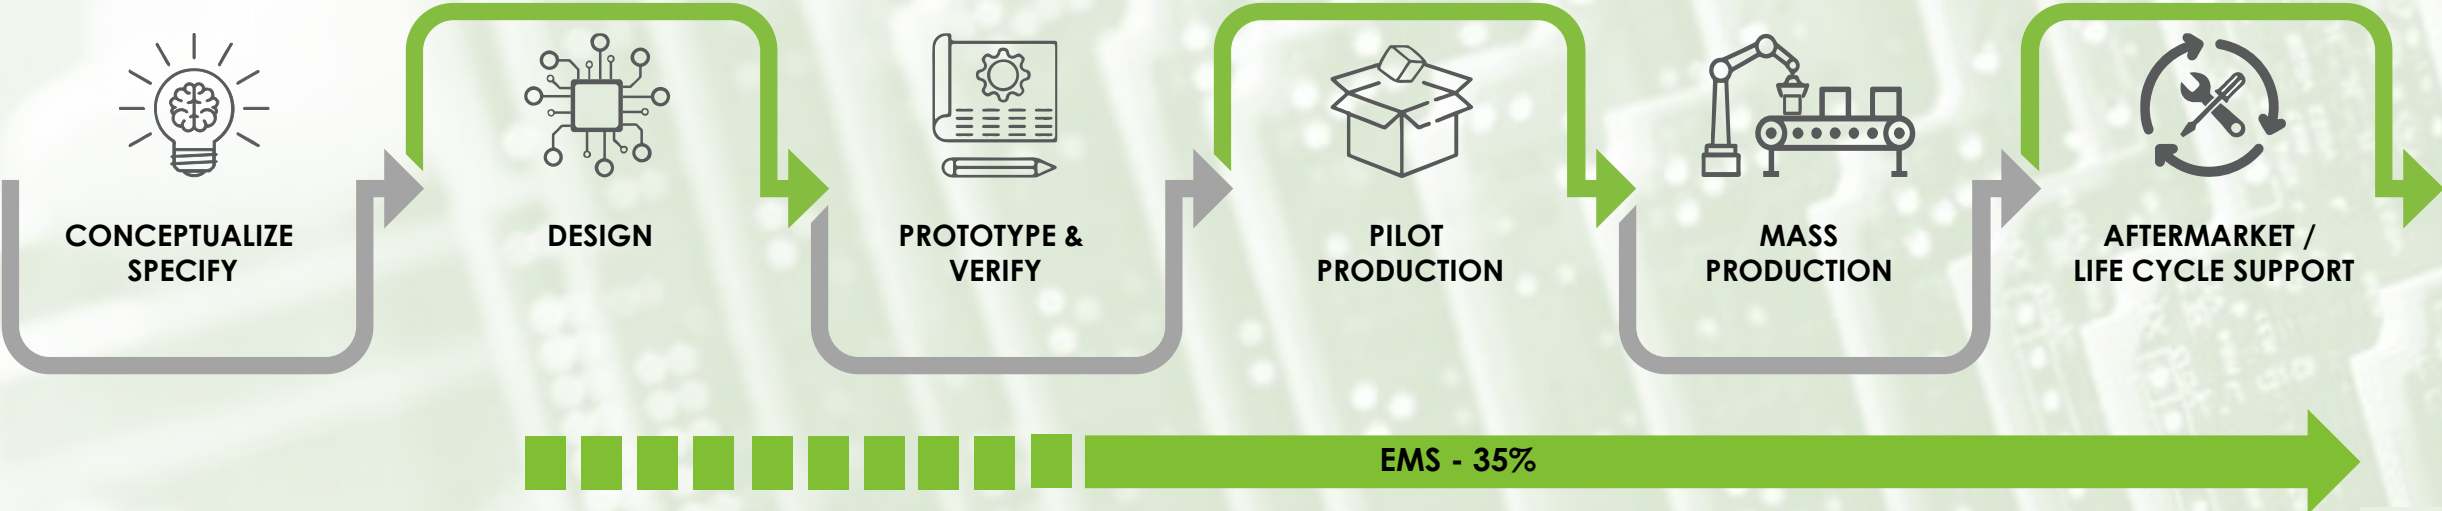 CONCEPTUALIZE
SPECIFY
DESIGN
PROTOTYPE &
VERIFY
PILOT
PRODUCTION
MASS
PRODUCTION
AFTERMARKET /
LIFE CYCLE SUPPORT
EMS - 35%